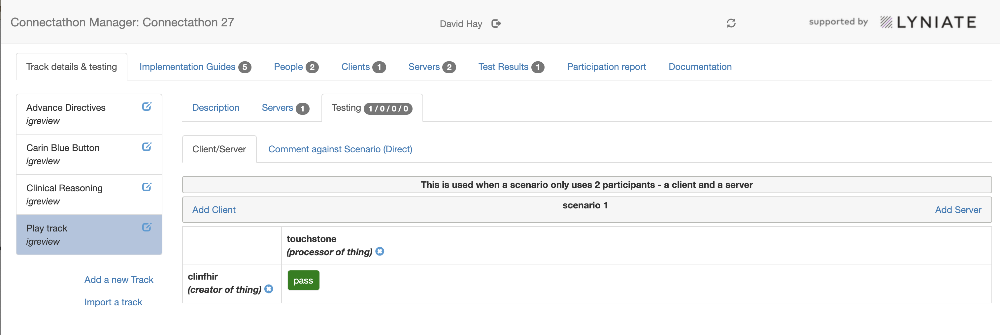 Connectathon Manager: Connectathon 27
David Hay
supported by LYNIATE
Track details & testing
Implementation Guides 5
People 2
Clients 1
Servers 2
Test Results 1
Participation report
Documentation
Advance Directives
igreview
Carin Blue Button
igreview
Clinical Reasoning
igreview
Play track
igreview
Add a new Track
Import a track
Description
Servers 1
Testing 1 / 0 / 0 / 0
Client/Server
Comment against Scenario (Direct)
This is used when a scenario only uses 2 participants - a client and a server
Add Client
scenario 1
Add Server
touchstone
(processor of thing)
clinfhir
(creator of thing)
pass